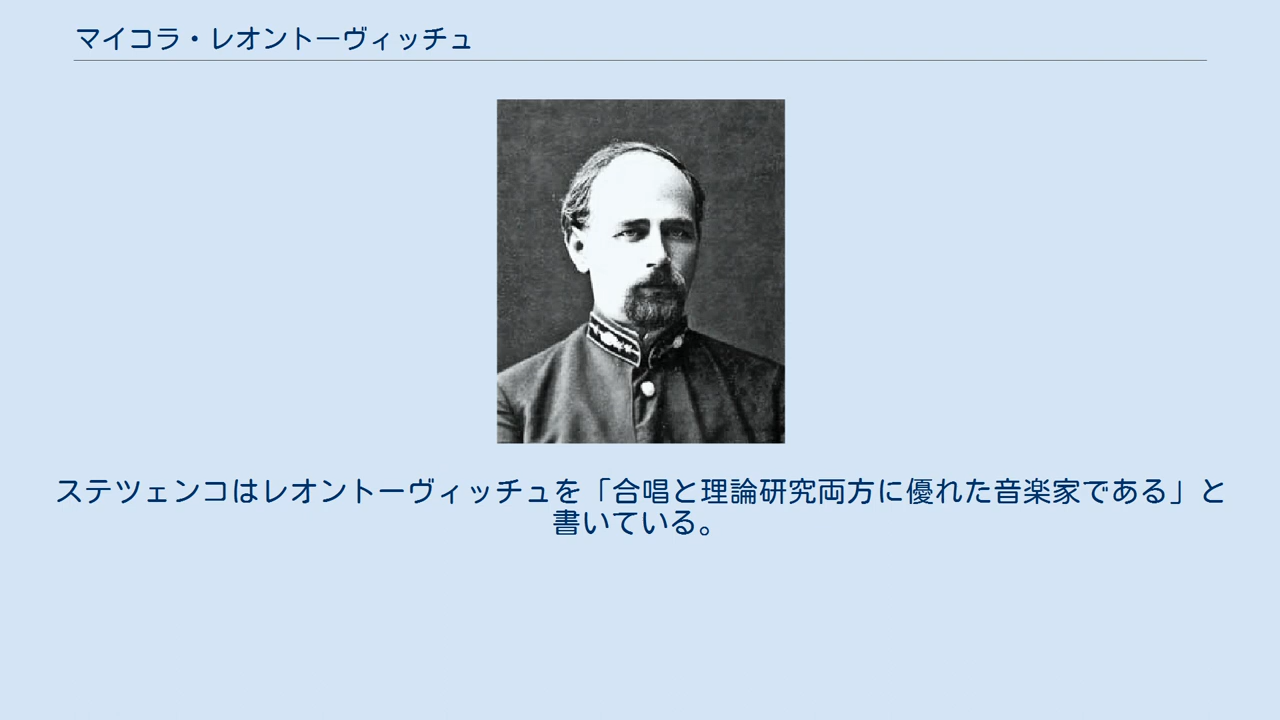 マイコラ・レオントーヴィッチュ
ステツェンコはレオントーヴィッチュを「合唱と理論研究両方に優れた音楽家である」と
書いている。